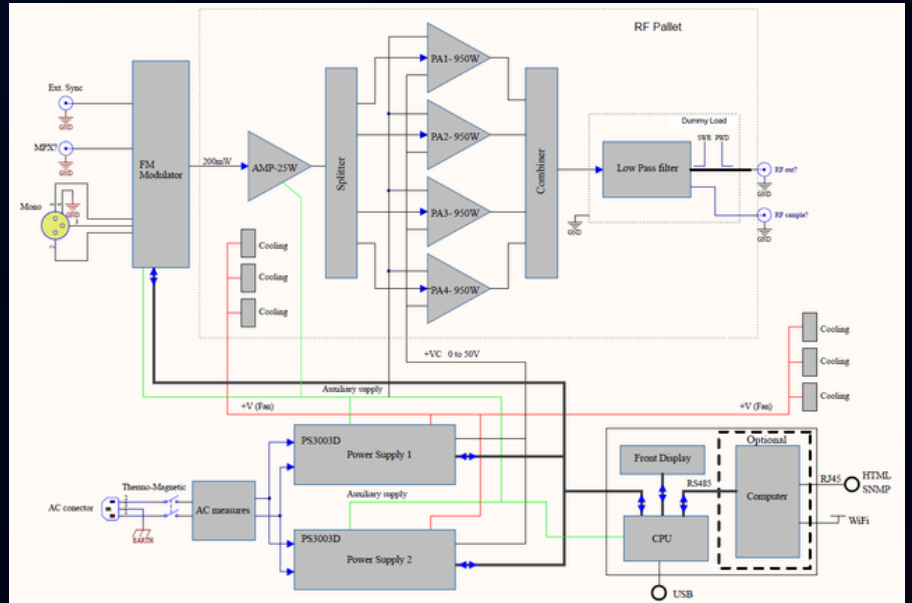 RF Pallet
Ext. Sync
GND
MPX?
GND
Mono
GND
FM
Modulator
200mW
AMP-25W
Splitter
PA1- 950W
PA2- 950W
PA3- 950W
PA4- 950W
Combiner
Dummy Load
SWR PWD
Low Pass filter
RF out?
GND
RF sample?
GND
GND
Cooling
Cooling
Cooling
+VC 0 to 50V
Cooling
Cooling
Cooling
Auxiliary supply
+V (Fan)
+V (Fan)
PS3003D
Power Supply 1
Auxiliary supply
PS3003D
Power Supply 2
Thermo-Magnetic
AC conector
EARTH
AC measures
Optional
Front Display
RS485
Computer
CPU
RJ45
HTML
SNMP
WiFi
USB